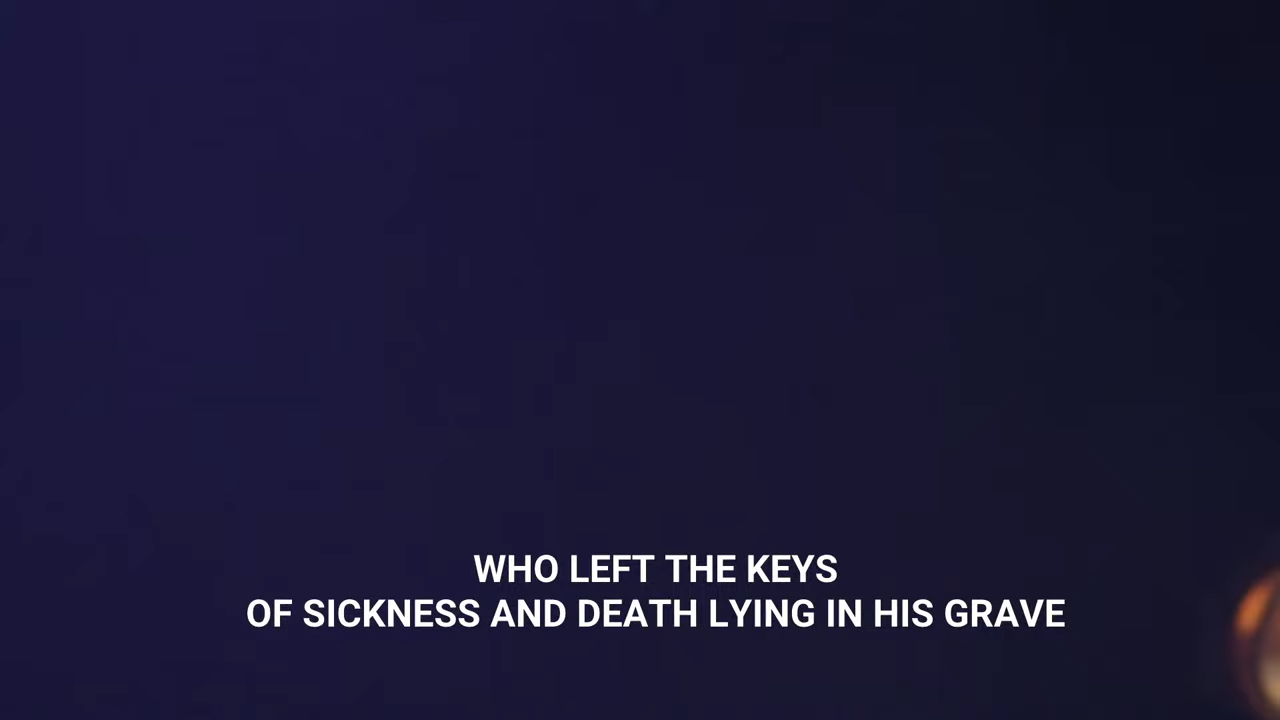 WHO LEFT THE KEYS
OF SICKNESS AND DEATH LYING IN HIS GRAVE